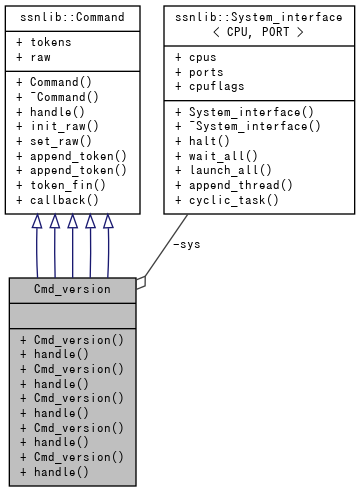 ssnlib::Command
+ tokens
+ raw
+ Command()
+ ~Command()
+ handle()
+ init_raw()
+ set_raw()
+ append_token()
+ append_token()
+ token_fin()
+ callback()
ssnlib::System_interface
< CPU, PORT >
+ cpus
+ ports
+ cpuflags
+ System_interface()
+ ~System_interface()
+ halt()
+ wait_all()
+ launch_all()
+ append_thread()
+ cyclic_task()
-sys
Cmd_version
+ Cmd_version()
+ handle()
+ Cmd_version()
+ handle()
+ Cmd_version()
+ handle()
+ Cmd_version()
+ handle()
+ Cmd_version()
+ handle()